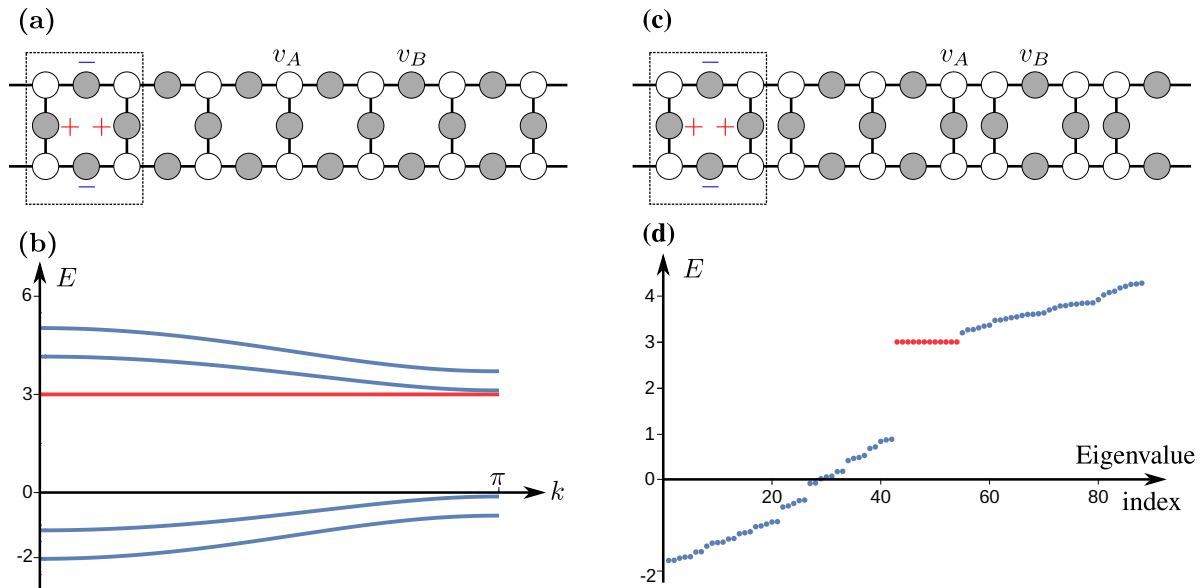 (a)
− v_A v_B
+ +
−
(b)
E
6
3
0
π
k
-2
(c)
− v_A v_B
+ +
−
(d)
E
4
3
2
1
0
20 40 60 80
Eigenvalue
index
-2